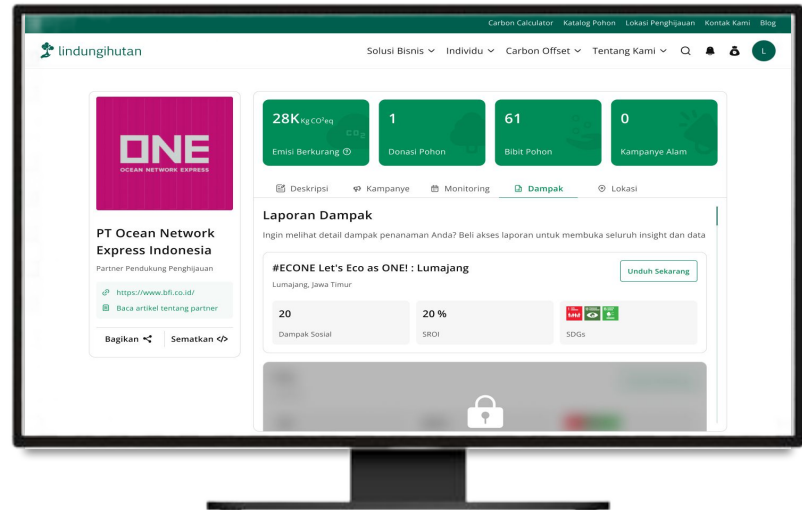 Carbon Calculator Katalog Pohon Lokasi Penghijauan Kontak Kami Blog
lindungihutan
Solusi Bisnis Individu Carbon Offset Tentang Kami L
ONE
OCEAN NETWORK EXPRESS
PT Ocean Network
Express Indonesia
Partner Pendukung Penghijauan
https://www.bfi.co.id/
Baca artikel tentang partner
Bagikan Sematkan </>
28K Kg CO²eq
CO2
Emisi Berkurang
1
Donasi Pohon
61
Bibit Pohon
0
Kampanye Alam
Deskripsi Kampanye Monitoring Dampak Lokasi
Laporan Dampak
Ingin melihat detail dampak penanaman Anda? Beli akses laporan untuk membuka seluruh insight dan data
#ECONE Let's Eco as ONE! : Lumajang
Lumajang, Jawa Timur
Unduh Sekarang
20
Dampak Sosial
20 %
SROI
SDGs